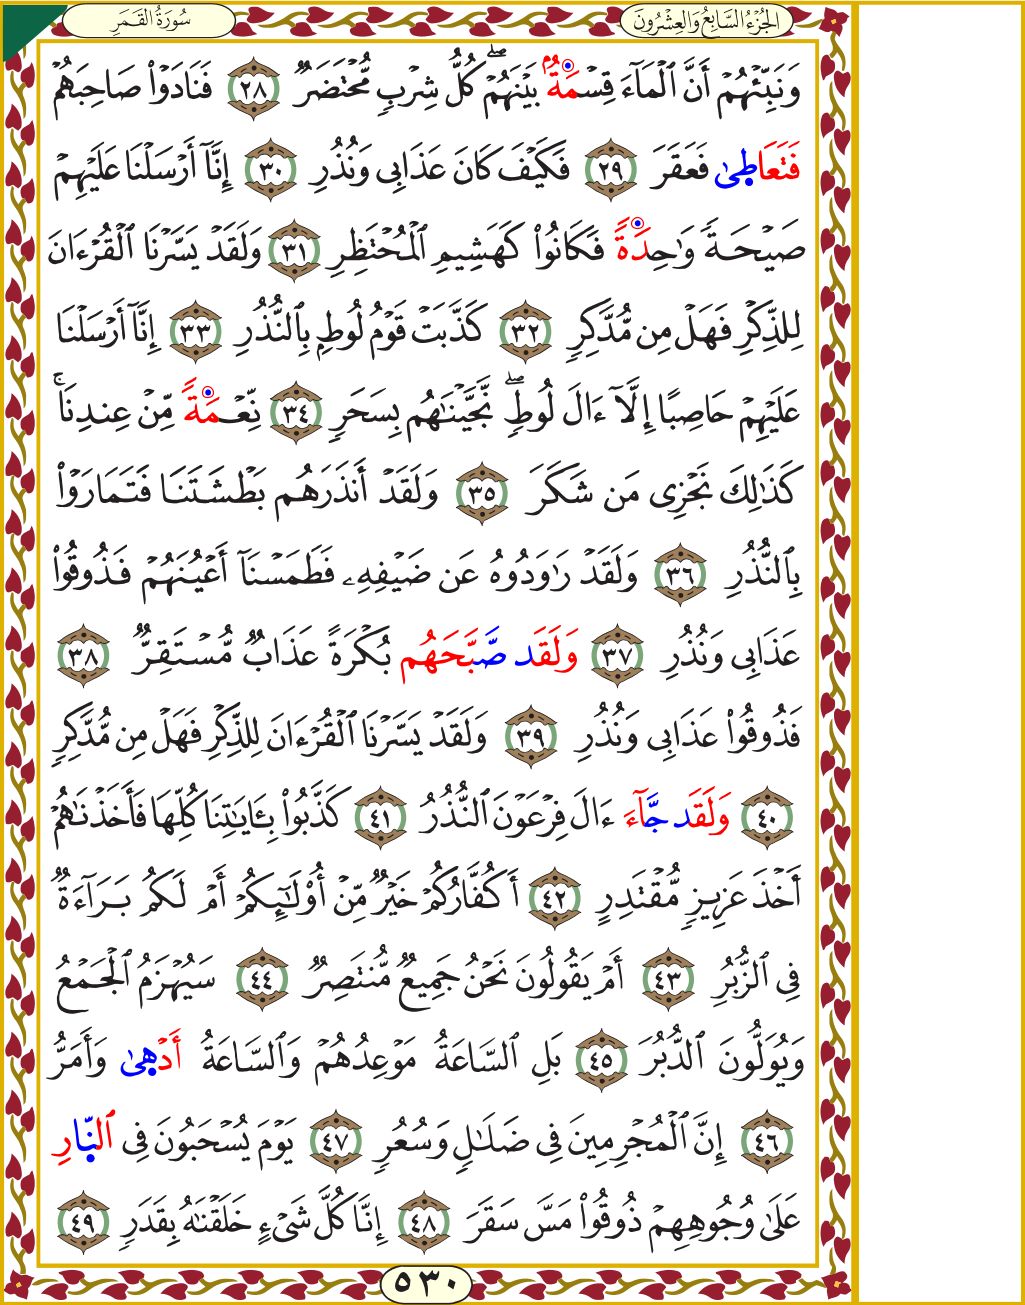 الجُزْءُ السَّابِعُ وَالعِشْرُونَ
سُورَةُ القَمَرِ
وَنَبِّئْهُمْ أَنَّ ٱلْمَآءَ قِسْمَةُۢ بَيْنَهُمْۖ كُلُّ شِرْبٖ مُّحْتَضَرٞ ٢٨ فَنَادَوْاْ صَاحِبَهُمْ
فَتَعَاطٜىٰ فَعَقَرَ ٢٩ فَكَيْفَ كَانَ عَذَابِي وَنُذُرِ ٣٠ إِنَّآ أَرْسَلْنَا عَلَيْهِمْ
صَيْحَةٗ وَٰحِدَةٗ فَكَانُواْ كَهَشِيمِ ٱلْمُحْتَظِرِ ٣١ وَلَقَدْ يَسَّرْنَا ٱلْقُرْءَانَ
لِلذِّكْرِ فَهَلْ مِن مُّدَّكِرٖ ٣٢ كَذَّبَتْ قَوْمُ لُوطِۭ بِٱلنُّذُرِ ٣٣ إِنَّآ أَرْسَلْنَا
عَلَيْهِمْ حَاصِبًا إِلَّآ ءَالَ لُوطٖۖ نَّجَّيْنَٰهُم بِسَحَرٖ ٣٤ نِّعْمَةٗ مِّنْ عِندِنَاۚ
كَذَٰلِكَ نَجْزِي مَن شَكَرَ ٣٥ وَلَقَدْ أَنذَرَهُم بَطْشَتَنَا فَتَمَارَوْاْ
بِٱلنُّذُرِ ٣٦ وَلَقَدْ رَٰوَدُوهُ عَن ضَيْفِهِۦ فَطَمَسْنَآ أَعْيُنَهُمْ فَذُوقُواْ
عَذَابِي وَنُذُرِ ٣٧ وَلَقَد صَّبَّحَهُم بُكْرَةً عَذَابٞ مُّسْتَقِرّٞ ٣٨
فَذُوقُواْ عَذَابِي وَنُذُرِ ٣٩ وَلَقَدْ يَسَّرْنَا ٱلْقُرْءَانَ لِلذِّكْرِ فَهَلْ مِن مُّدَّكِرٖ
٤٠ وَلَقَد جَّآءَ ءَالَ فِرْعَوْنَ ٱلنُّذُرُ ٤١ كَذَّبُواْ بِـَٔايَٰتِنَا كُلِّهَا فَأَخَذْنَٰهُمْ
أَخْذَ عَزِيزٖ مُّقْتَدِرٍ ٤٢ أَكُفَّارُكُمْ خَيْرٞ مِّنْ أُوْلَٰٓئِكُمْ أَمْ لَكُم بَرَآءَةٞ
فِي ٱلزُّبُرِ ٤٣ أَمْ يَقُولُونَ نَحْنُ جَمِيعٞ مُّنتَصِرٞ ٤٤ سَيُهْزَمُ ٱلْجَمْعُ
وَيُوَلُّونَ ٱلدُّبُرَ ٤٥ بَلِ ٱلسَّاعَةُ مَوْعِدُهُمْ وَٱلسَّاعَةُ أَدْهٜىٰ وَأَمَرُّ
٤٦ إِنَّ ٱلْمُجْرِمِينَ فِي ضَلَٰلٖ وَسُعُرٖ ٤٧ يَوْمَ يُسْحَبُونَ فِي ٱلنّٜارِ
عَلَىٰ وُجُوهِهِمْ ذُوقُواْ مَسَّ سَقَرَ ٤٨ إِنَّا كُلَّ شَيْءٍ خَلَقْنَٰهُ بِقَدَرٖ ٤٩
٥٣٠